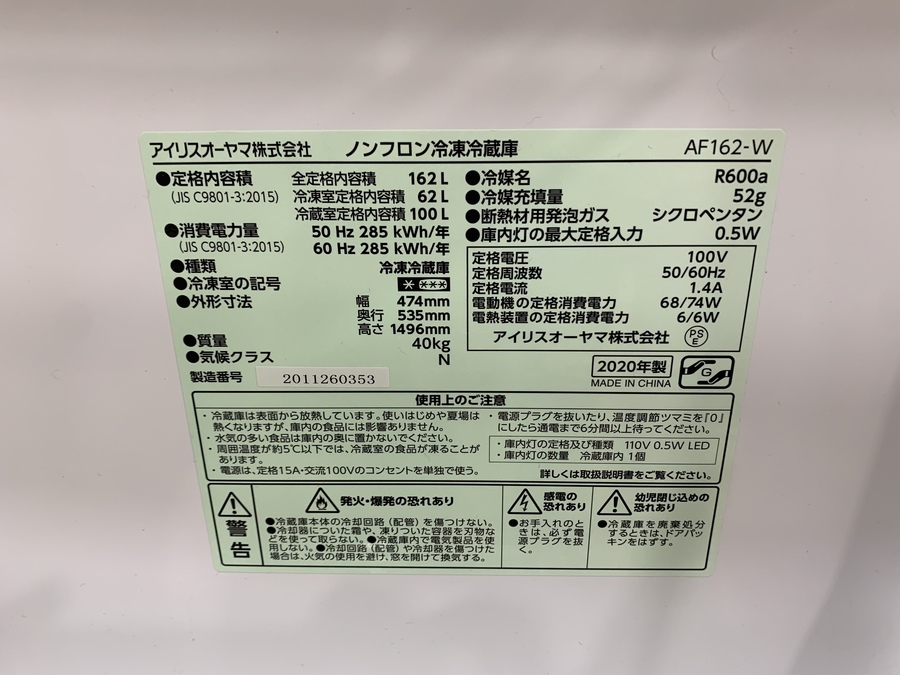 アイリスオーヤマ株式会社 ノンフロン冷凍冷蔵庫 AF162-W
●定格内容積 全定格内容積 162 L
(JIS C9801-3:2015) 冷凍室定格内容積 62 L
冷蔵室定格内容積 100 L
●消費電力量 50 Hz 285 kWh/年
(JIS C9801-3:2015) 60 Hz 285 kWh/年
●種類 冷凍冷蔵庫
●冷凍室の記号
●外形寸法 幅 474mm
奥行 535mm
高さ 1496mm
●質量 40kg
●気候クラス N
製造番号 2011260353
●冷媒名 R600a
●冷媒充填量 52g
●断熱材用発泡ガス シクロペンタン
●庫内灯の最大定格入力 0.5W
定格電圧 100V
定格周波数 50/60Hz
定格電流 1.4A
電動機の定格消費電力 68/74W
電熱装置の定格消費電力 6/6W
アイリスオーヤマ株式会社 PS E
2020年製
MADE IN CHINA
G
使用上のご注意
・冷蔵庫は表面から放熱しています。使いはじめや夏場は
熱くなりますが、庫内の食品には影響ありません。
・水気の多い食品は庫内の奥に置かないでください。
・周囲温度が約5℃以下では、冷蔵室の食品が凍ることが
あります。
・電源は、定格15A・交流100Vのコンセントを単独で使う。
・電源プラグを抜いたり、温度調節ツマミを「0」
にしたら通電まで6分間以上待ってください。
・庫内灯の定格及び種類 110V 0.5W LED
・庫内灯の数量 冷蔵庫内 1個
詳しくは取扱説明書をご覧ください。
警告
発火・爆発の恐れあり
●冷蔵庫本体の冷却回路(配管)を傷つけない。
●冷却器についた霜や、凍りついた容器を刃物な
どを使って取らない。●冷蔵庫内で電気製品を使
用しない。●冷却回路(配管)や冷却器を傷つけた
場合は、火気の使用を避け、窓を開けて換気する。
感電の
恐れあり
●お手入れのと
きは、必ず電
源プラグを抜
く。
幼児閉じ込めの
恐れあり
●冷蔵庫を廃棄処分
するときは、ドアパッ
キンをはずす。